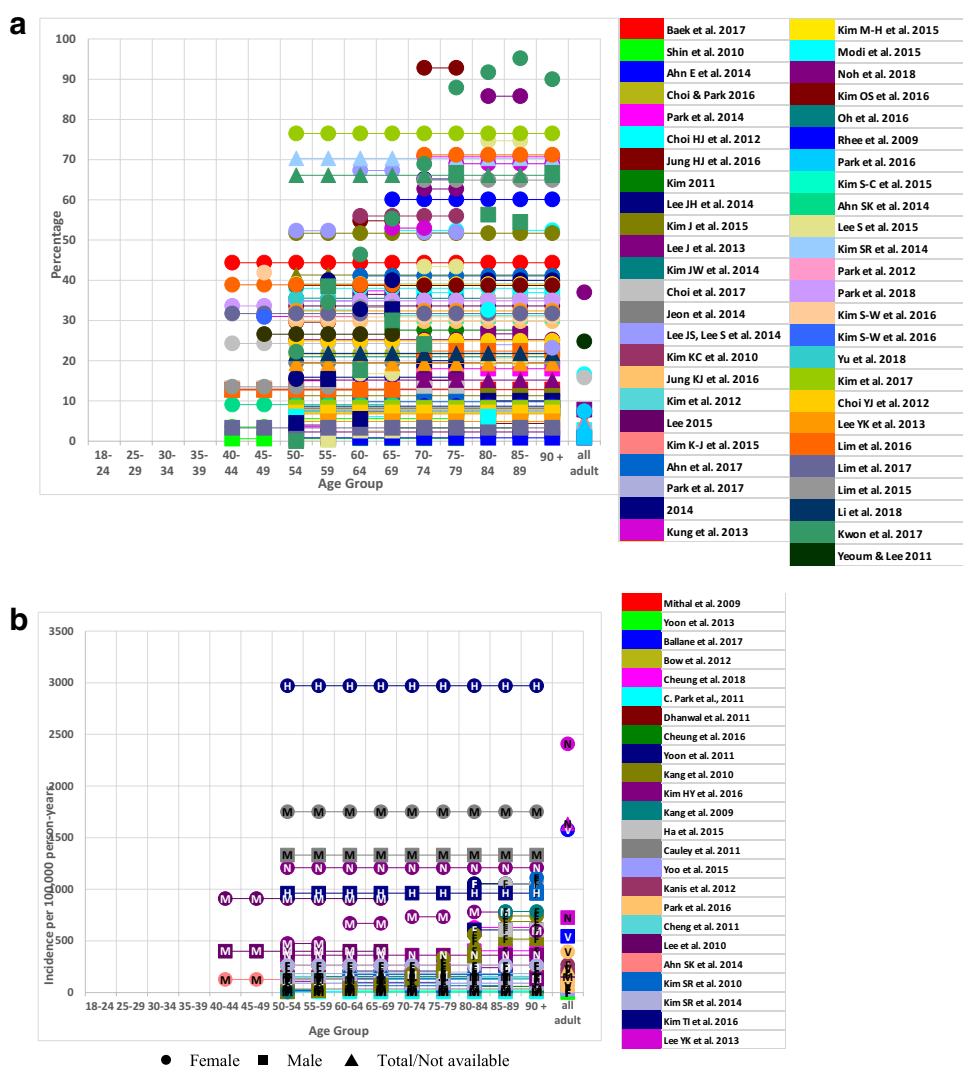 a
100
90
80
70
60
50
40
30
20
10
0
Percentage
18-24
25-29
30-34
35-39
40-44
45-49
50-54
55-59
60-64
65-69
70-74
75-79
80-84
85-89
90 +
all adult
Age Group
Baek et al. 2017
Shin et al. 2010
Ahn E et al. 2014
Choi & Park 2016
Park et al. 2014
Choi HJ et al. 2012
Jung HJ et al. 2016
Kim 2011
Lee JH et al. 2014
Kim J et al. 2015
Lee J et al. 2013
Kim JW et al. 2014
Choi et al. 2017
Jeon et al. 2014
Lee JS, Lee S et al. 2014
Kim KC et al. 2010
Jung KJ et al. 2016
Kim et al. 2012
Lee 2015
Kim K-J et al. 2015
Ahn et al. 2017
Park et al. 2017
2014
Kung et al. 2013
Kim M-H et al. 2015
Modi et al. 2015
Noh et al. 2018
Kim OS et al. 2016
Oh et al. 2016
Rhee et al. 2009
Park et al. 2016
Kim S-C et al. 2015
Ahn SK et al. 2014
Lee S et al. 2015
Kim SR et al. 2014
Park et al. 2012
Park et al. 2018
Kim S-W et al. 2016
Kim S-W et al. 2016
Yu et al. 2018
Kim et al. 2017
Choi YJ et al. 2012
Lee YK et al. 2013
Lim et al. 2016
Lim et al. 2017
Lim et al. 2015
Li et al. 2018
Kwon et al. 2017
Yeoum & Lee 2011
b
3500
3000
2500
2000
1500
1000
500
0
Incidence per 100,000 person-years
18-24 25-29 30-34 35-39 40-44 45-49 50-54 55-59 60-64 65-69 70-74 75-79 80-84 85-89 90 + all
adult
Age Group
H H H H H H H H H
N
M M M M M M M M M
N
V
M M M M M M M M M
N N N N N N N N N
H H H H H H H H H
M M M M M M
Mithal et al. 2009
Yoon et al. 2013
Ballane et al. 2017
Bow et al. 2012
Cheung et al. 2018
C. Park et al., 2011
Dhanwal et al. 2011
Cheung et al. 2016
Yoon et al. 2011
Kang et al. 2010
Kim HY et al. 2016
Kang et al. 2009
Ha et al. 2015
Cauley et al. 2011
Yoo et al. 2015
Kanis et al. 2012
Park et al. 2016
Cheng et al. 2011
Lee et al. 2010
Ahn SK et al. 2014
Kim SR et al. 2010
Kim SR et al. 2014
Kim TI et al. 2016
Lee YK et al. 2013
Female Male Total/Not available